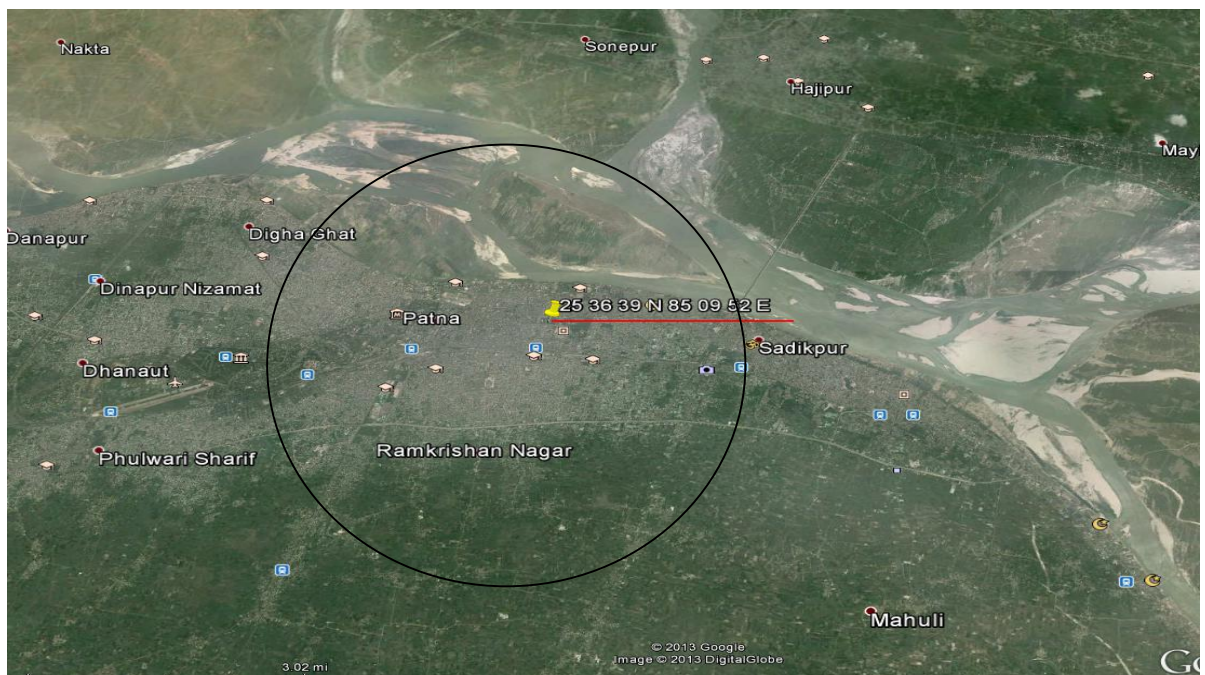 Nakta
Sonepur
Hajipur
Digha Ghat
Danapur
Dinapur Nizamat
25 36 39 N 85 09 52 E
Patna
Sadikpur
Dhanaut
Ramkrishan Nagar
Phulwari Sharif
Mahuli
© 2013 Google
Image © 2013 DigitalGlobe
3.02 mi